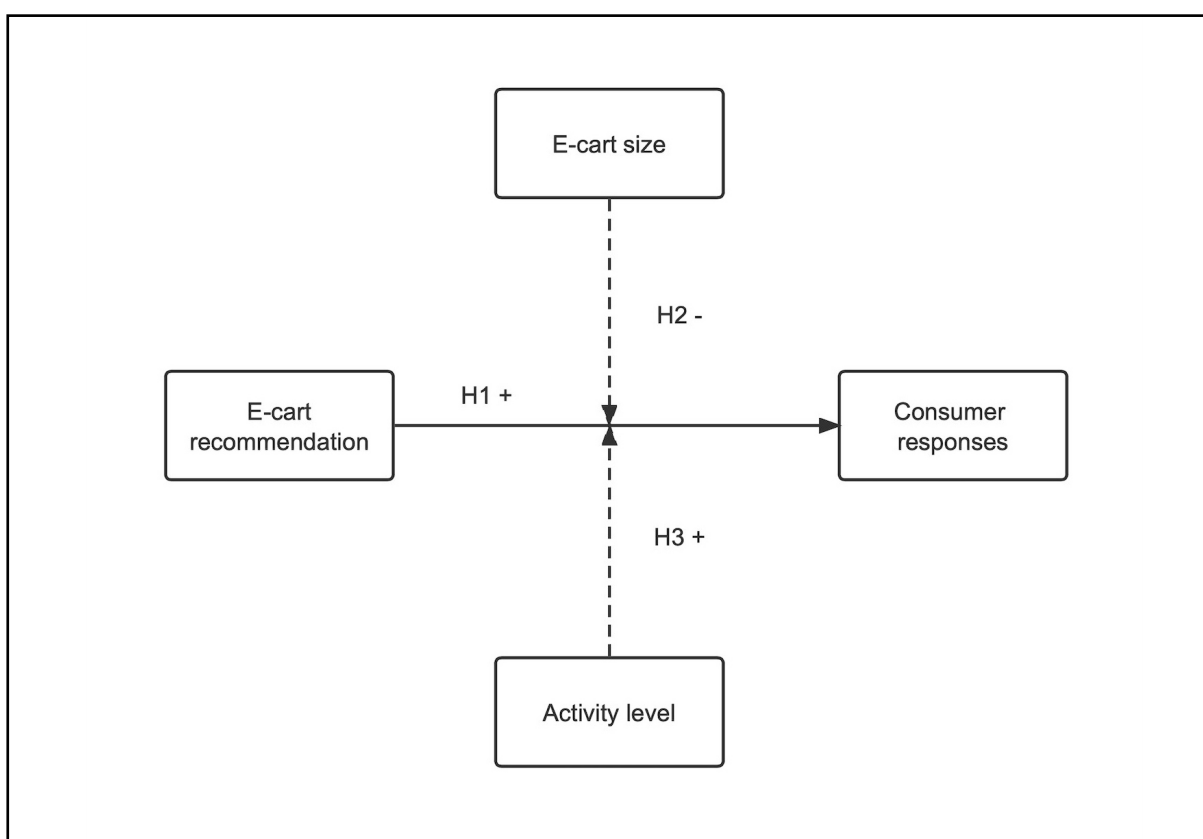 E-cart size
H2 -
H1 +
E-cart
recommendation
Consumer
responses
H3 +
Activity level